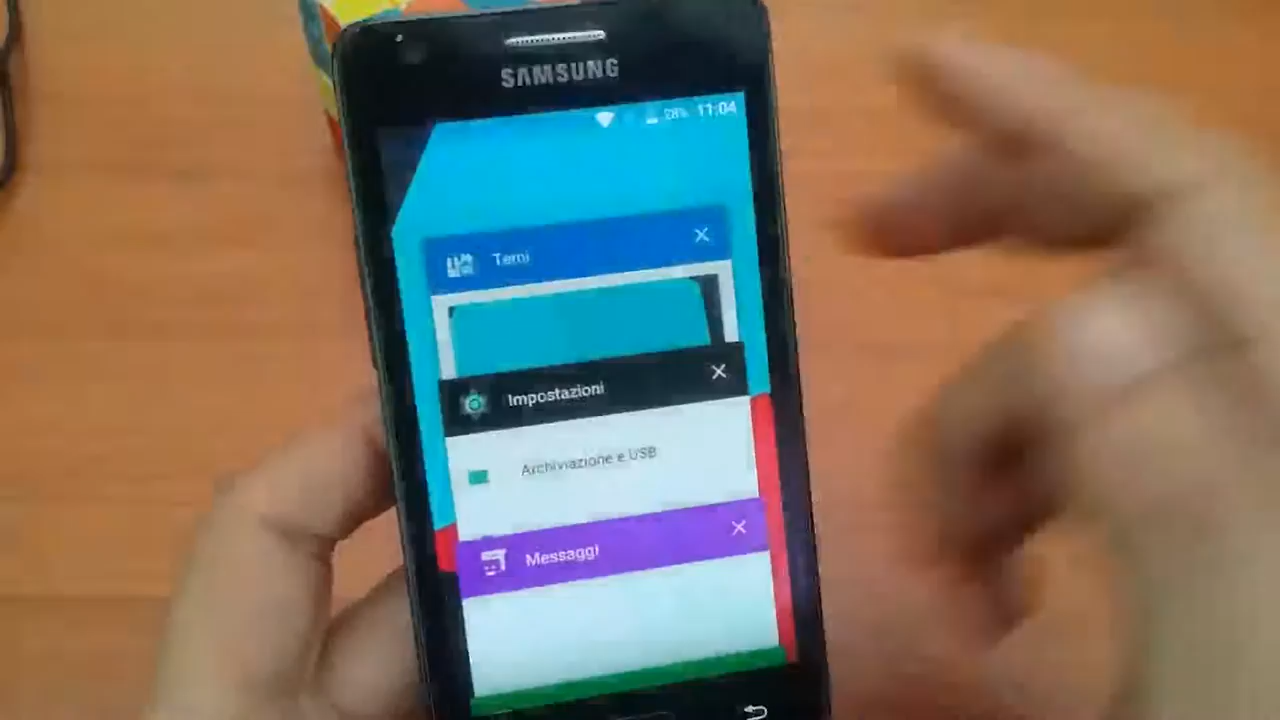 SAMSUNG
28% 11:04
Temi
Impostazioni
Archiviazione e USB
Messaggi